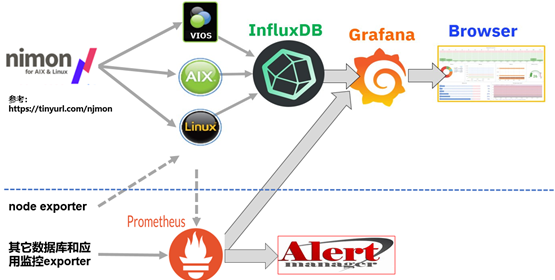 nimon
for AIX & Linux
参考：
https://tinyurl.com/njmon
VIOS
AIX
Linux
InfluxDB
Grafana
Browser
node exporter
Prometheus
其它数据库和应
用监控exporter
Alert
manager